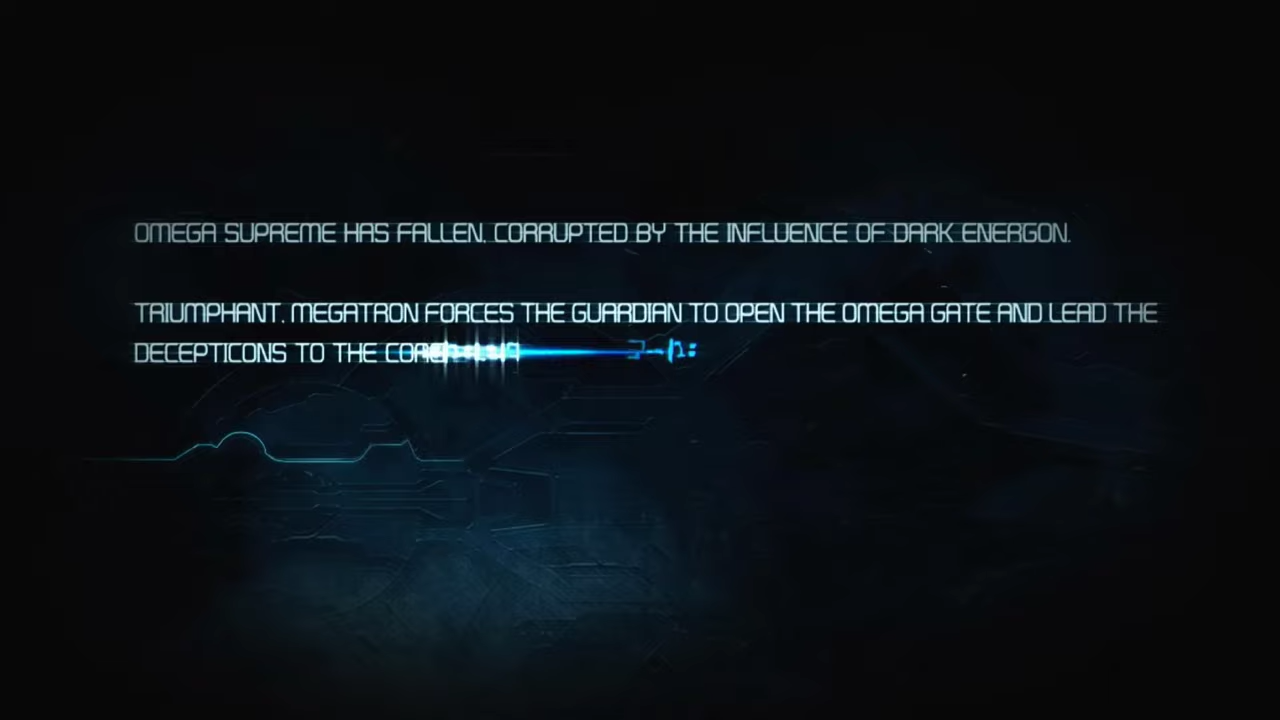 OMEGA SUPREME HAS FALLEN, CORRUPTED BY THE INFLUENCE OF DARK ENERGON.
TRIUMPHANT, MEGATRON FORCES THE GUARDIAN TO OPEN THE OMEGA GATE AND LEAD THE
DECEPTICONS TO THE CORE